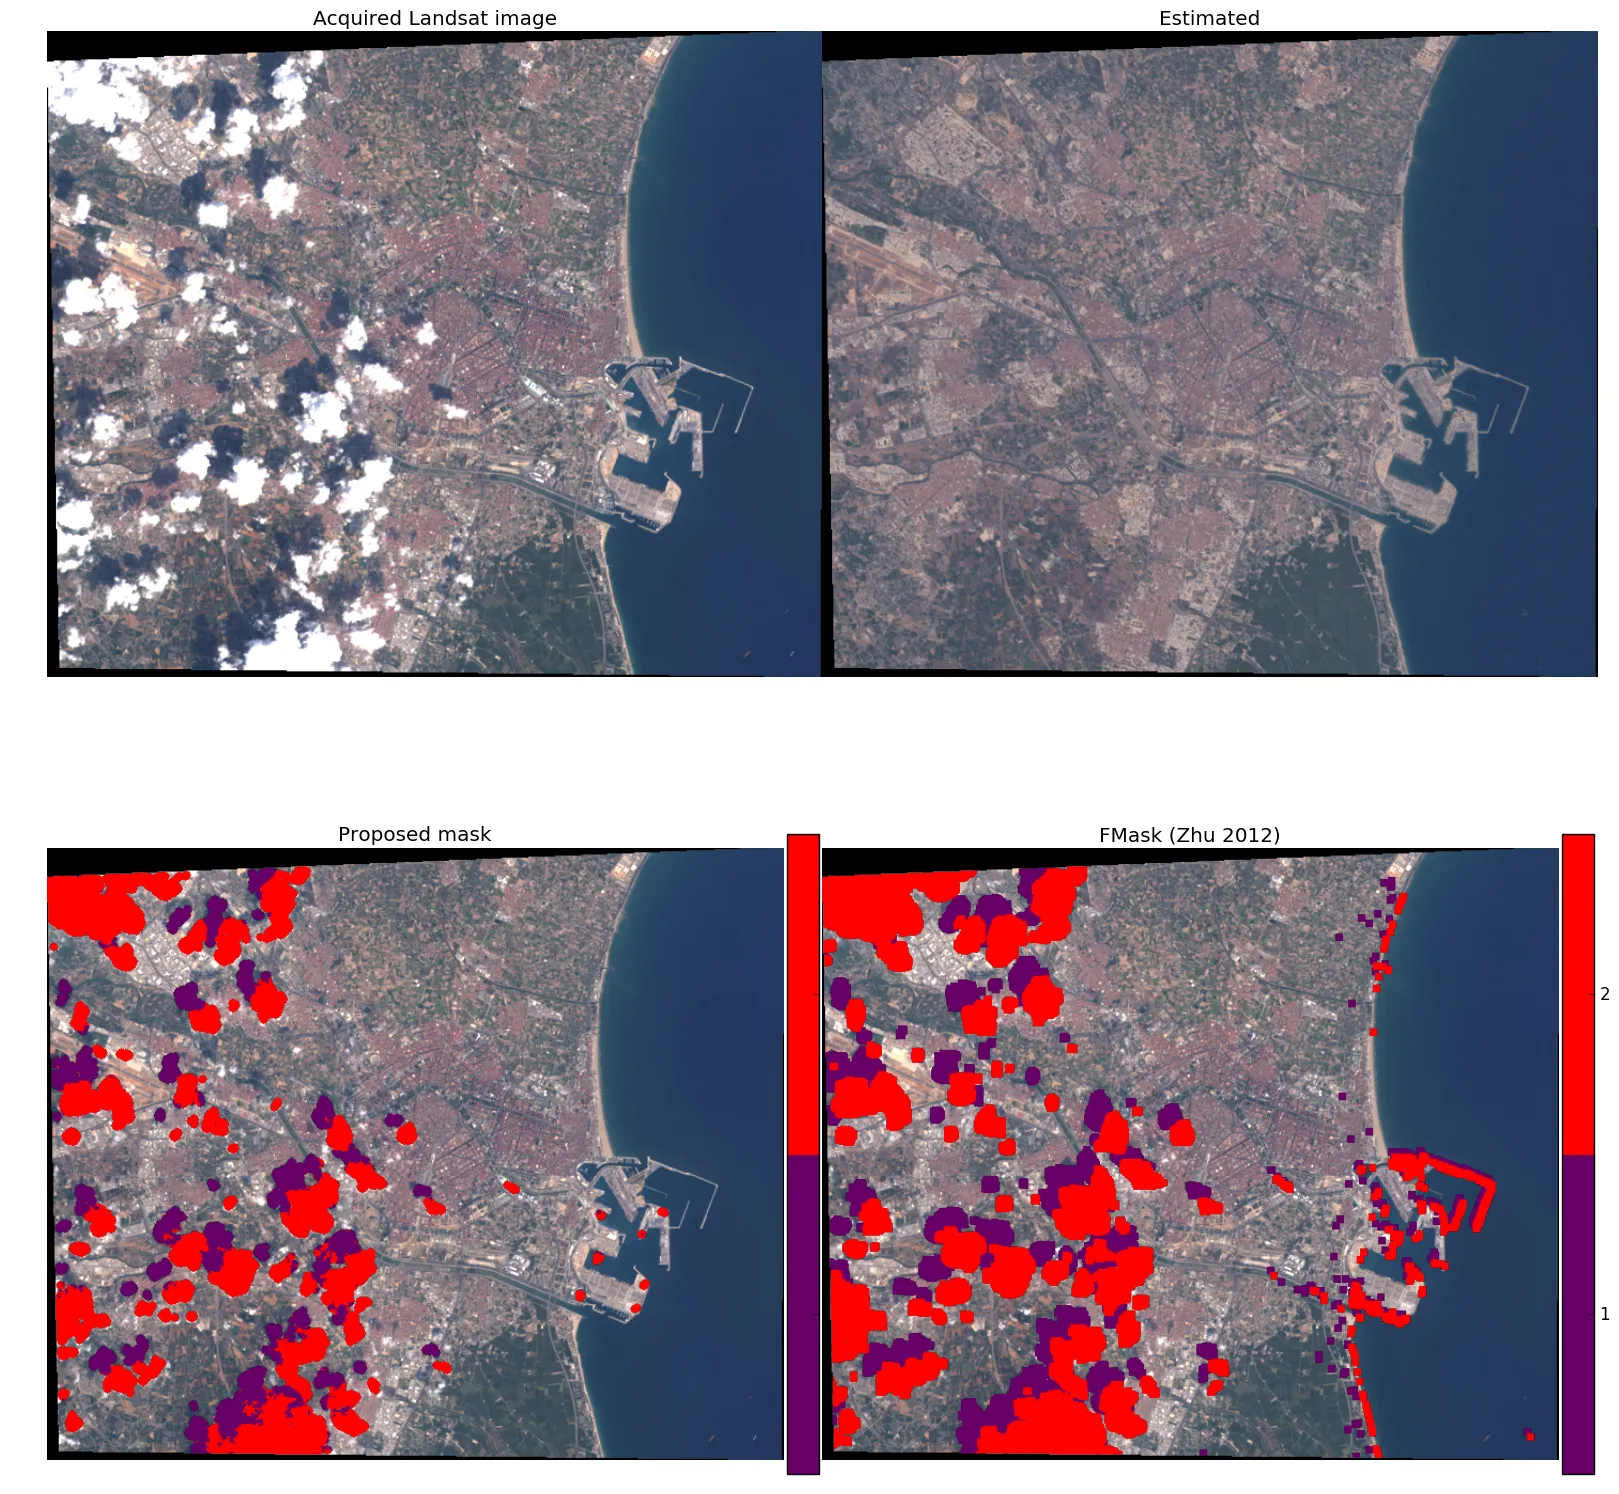 Acquired Landsat image
Estimated
Proposed mask
FMask (Zhu 2012)
2
1